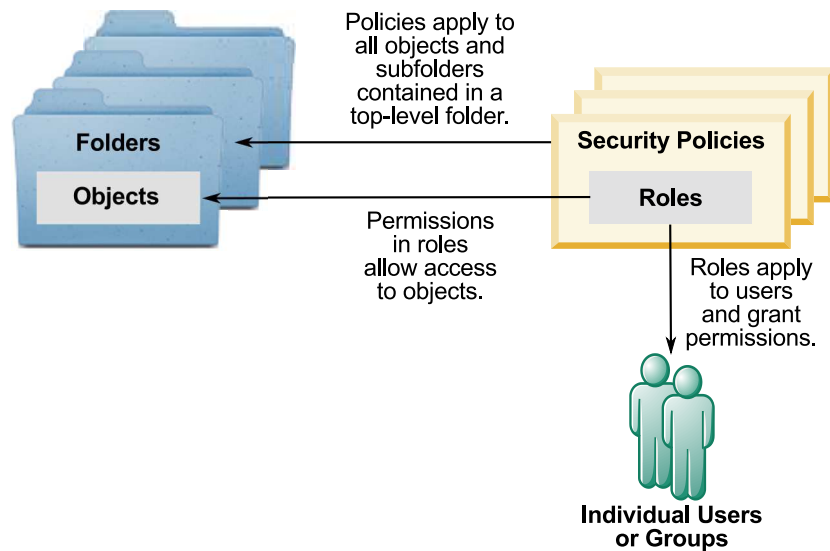 Policies apply to
all objects and
subfolders
contained in a
top-level folder.
Folders
Security Policies
Objects
Roles
Permissions
in roles
allow access
to objects.
Roles apply
to users
and grant
permissions.
Individual Users
or Groups